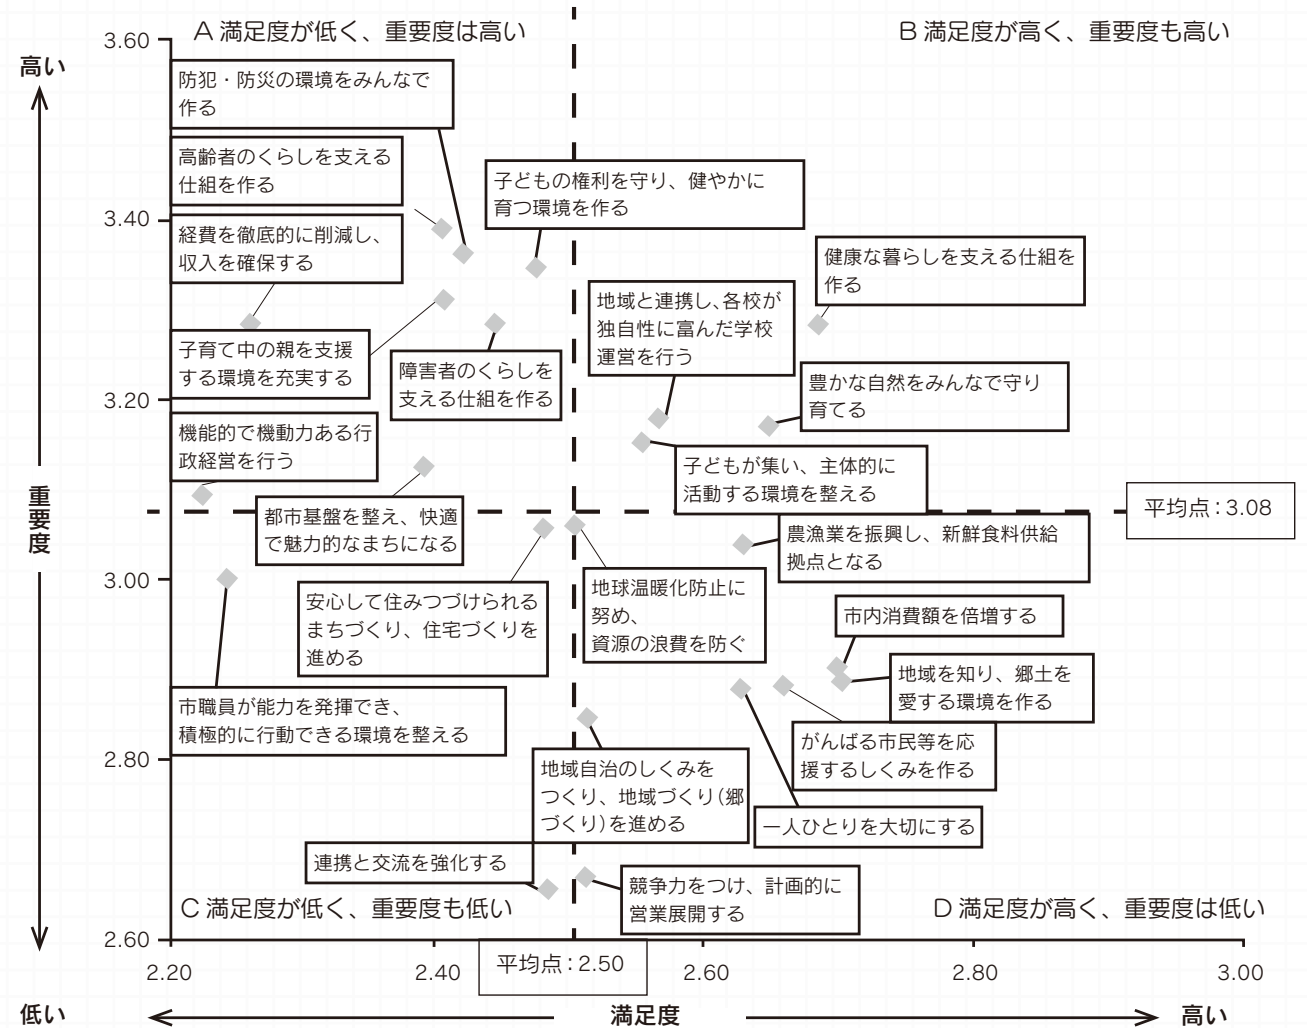 A 満足度が低く、重要度は高い
B 満足度が高く、重要度も高い
3.60
高い
防犯・防災の環境をみんなで
作る
高齢者のくらしを支える
仕組を作る
子どもの権利を守り、健やかに
育つ環境を作る
3.40
経費を徹底的に削減し、
収入を確保する
健康な暮らしを支える仕組を
作る
地域と連携し、各校が
独自性に富んだ学校
運営を行う
子育て中の親を支援
する環境を充実する
障害者のくらしを
支える仕組を作る
豊かな自然をみんなで守り
育てる
3.20
機能的で機動力ある行
政経営を行う
子どもが集い、主体的に
活動する環境を整える
重要度
都市基盤を整え、快適
で魅力的なまちになる
平均点：3.08
農漁業を振興し、新鮮食料供給
拠点となる
3.00
安心して住みつづけられる
まちづくり、住宅づくりを
進める
地球温暖化防止に
努め、
資源の浪費を防ぐ
市内消費額を倍増する
地域を知り、郷土を
愛する環境を作る
市職員が能力を発揮でき、
積極的に行動できる環境を整える
がんばる市民等を応
援するしくみを作る
2.80
地域自治のしくみを
つくり、地域づくり（郷
づくり）を進める
一人ひとりを大切にする
連携と交流を強化する
競争力をつけ、計画的に
営業展開する
C 満足度が低く、重要度も低い
D 満足度が高く、重要度は低い
2.60
2.20
2.40
平均点：2.50
2.60
2.80
3.00
低い
満足度
高い